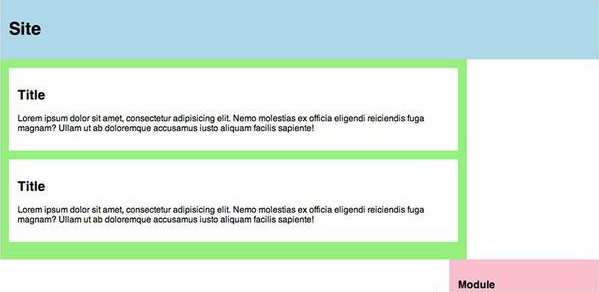 Site
Title
Lorem ipsum dolor sit amet, consectetur adipisicing elit. Nemo molestias ex officia eligendi reiciendis fuga
magnam? Ullam ut ab doloremque accusamus iusto aliquam facilis sapiente!
Title
Lorem ipsum dolor sit amet, consectetur adipisicing elit. Nemo molestias ex officia eligendi reiciendis fuga
magnam? Ullam ut ab doloremque accusamus iusto aliquam facilis sapiente!
Module